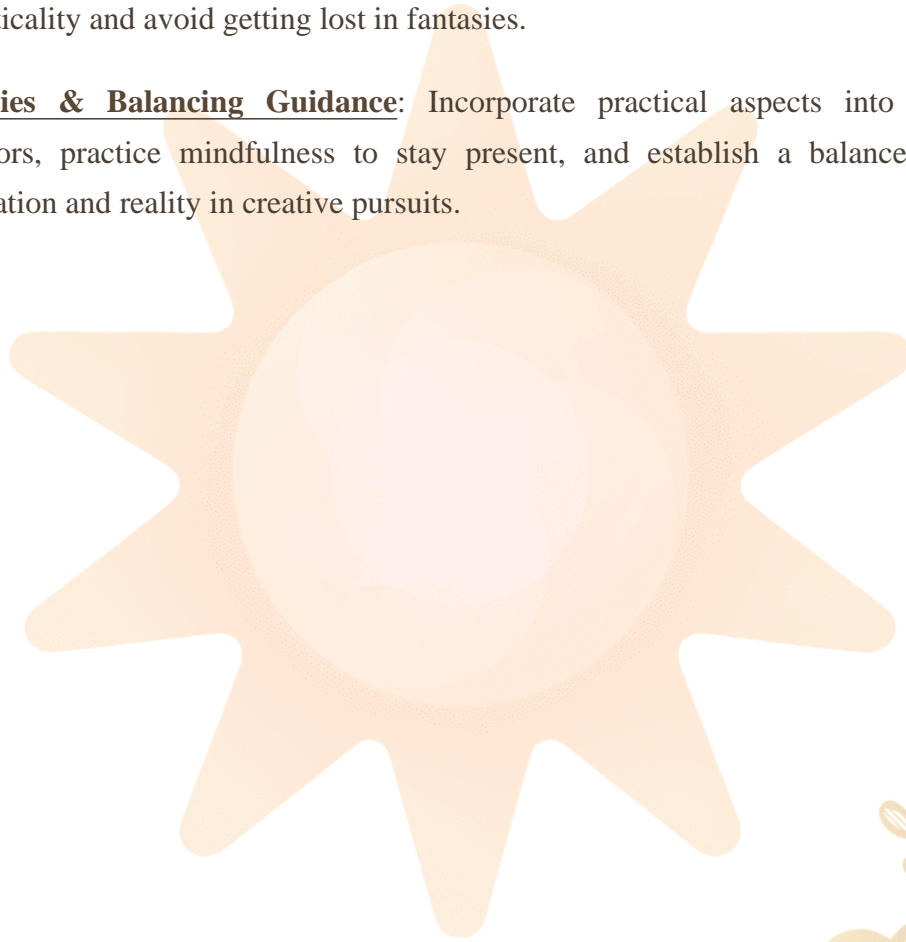 ticality and avoid getting lost in fantasies.
ies & Balancing Guidance: Incorporate practical aspects into
ors, practice mindfulness to stay present, and establish a balance
ation and reality in creative pursuits.